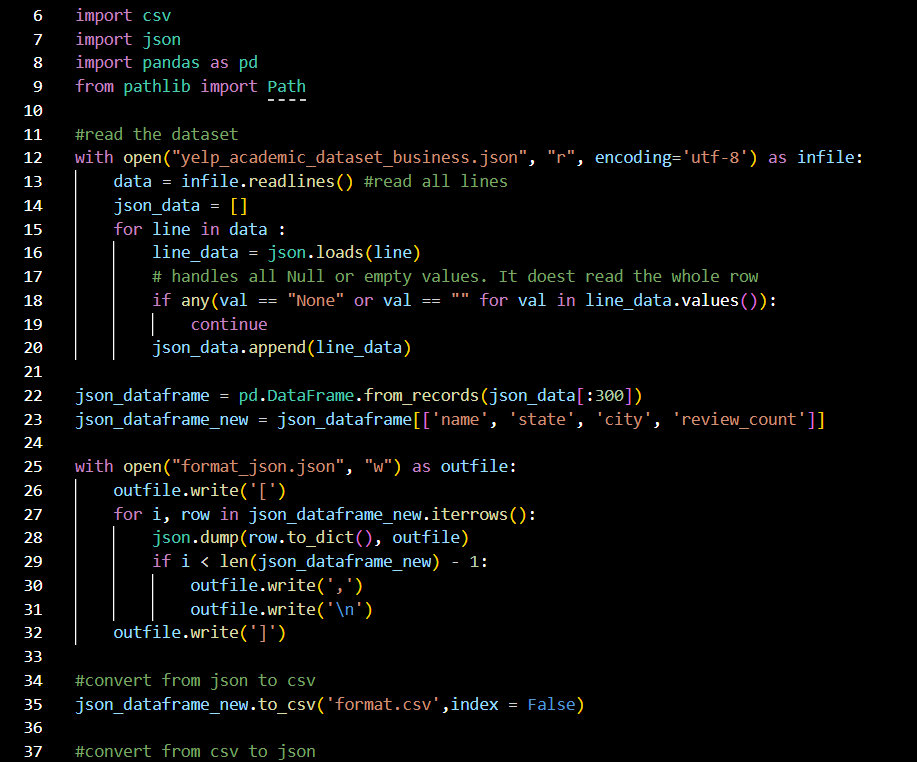 6 import csv
7 import json
8 import pandas as pd
9 from pathlib import Path
10
11 #read the dataset
12 with open("yelp_academic_dataset_business.json", "r", encoding='utf-8') as infile:
13     data = infile.readlines() #read all lines
14     json_data = []
15     for line in data :
16         line_data = json.loads(line)
17         # handles all Null or empty values. It doest read the whole row
18         if any(val == "None" or val == "" for val in line_data.values()):
19             continue
20         json_data.append(line_data)
21
22 json_dataframe = pd.DataFrame.from_records(json_data[:300])
23 json_dataframe_new = json_dataframe[['name', 'state', 'city', 'review_count']]
24
25 with open("format_json.json", "w") as outfile:
26     outfile.write('[')
27     for i, row in json_dataframe_new.iterrows():
28         json.dump(row.to_dict(), outfile)
29         if i < len(json_dataframe_new) - 1:
30             outfile.write(',')
31             outfile.write('\n')
32     outfile.write(']')
33
34 #convert from json to csv
35 json_dataframe_new.to_csv('format.csv',index = False)
36
37 #convert from csv to json